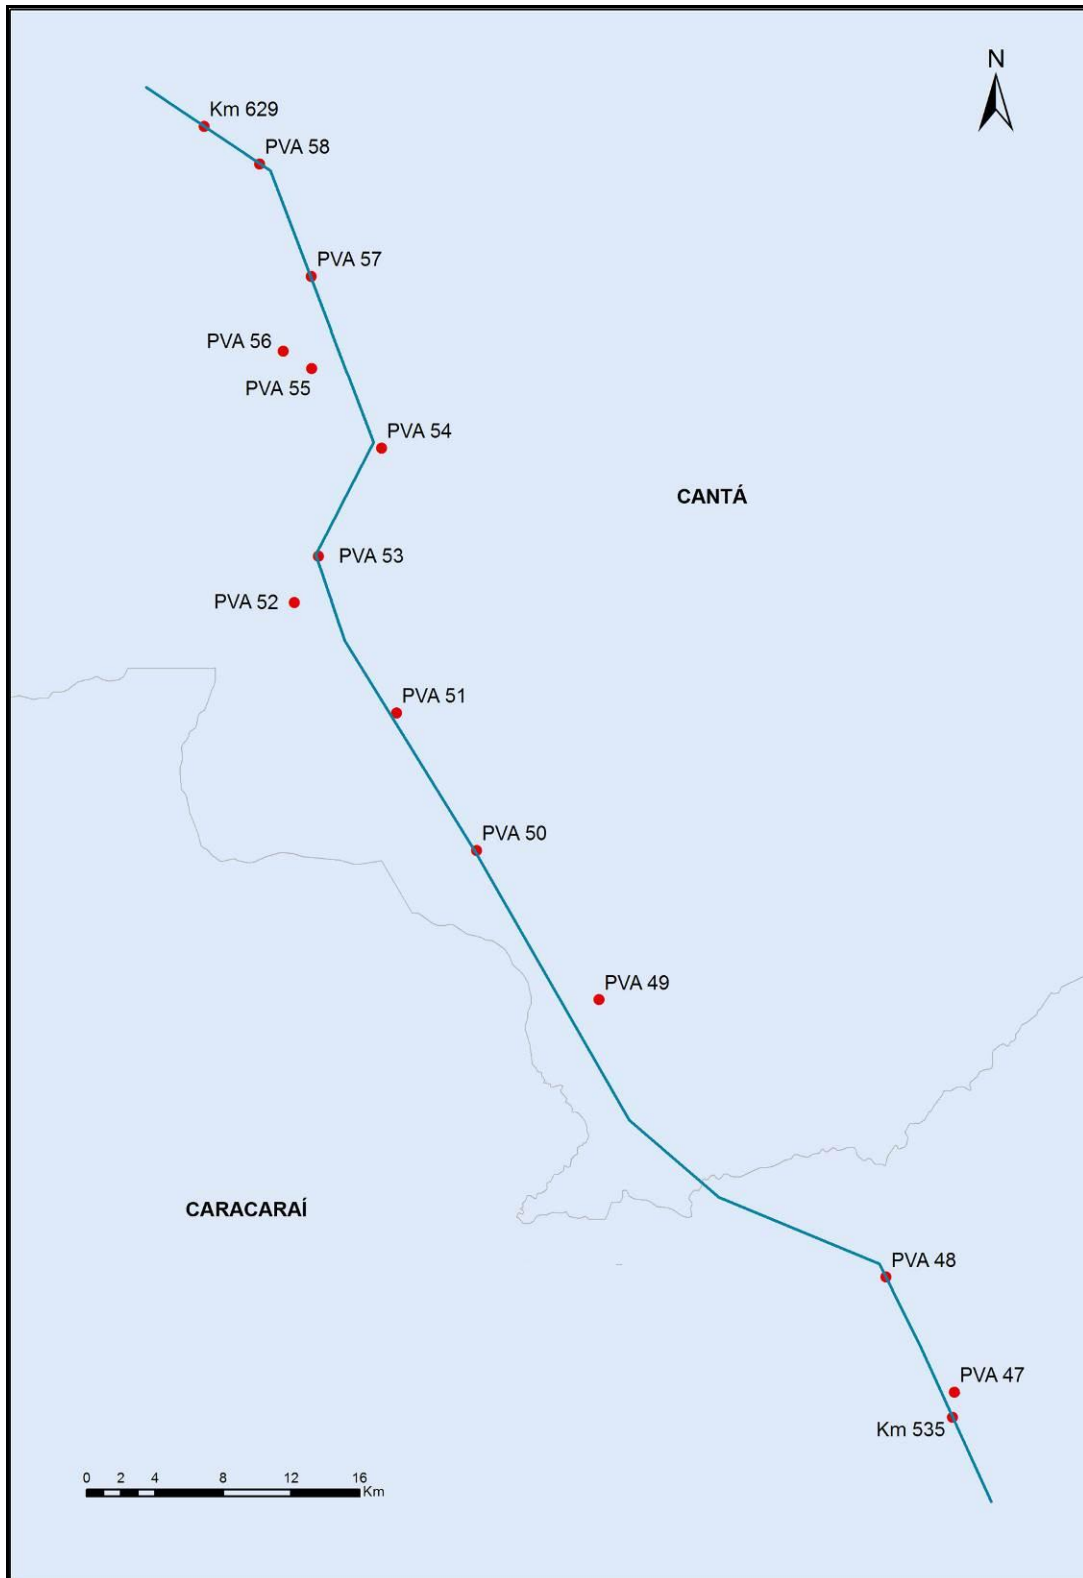 N
Km 629
PVA 58
PVA 57
PVA 56
PVA 55
PVA 54
CANTÁ
PVA 53
PVA 52
PVA 51
PVA 50
PVA 49
CARACARAÍ
PVA 48
PVA 47
Km 535
0 2 4 8 12 16
Km